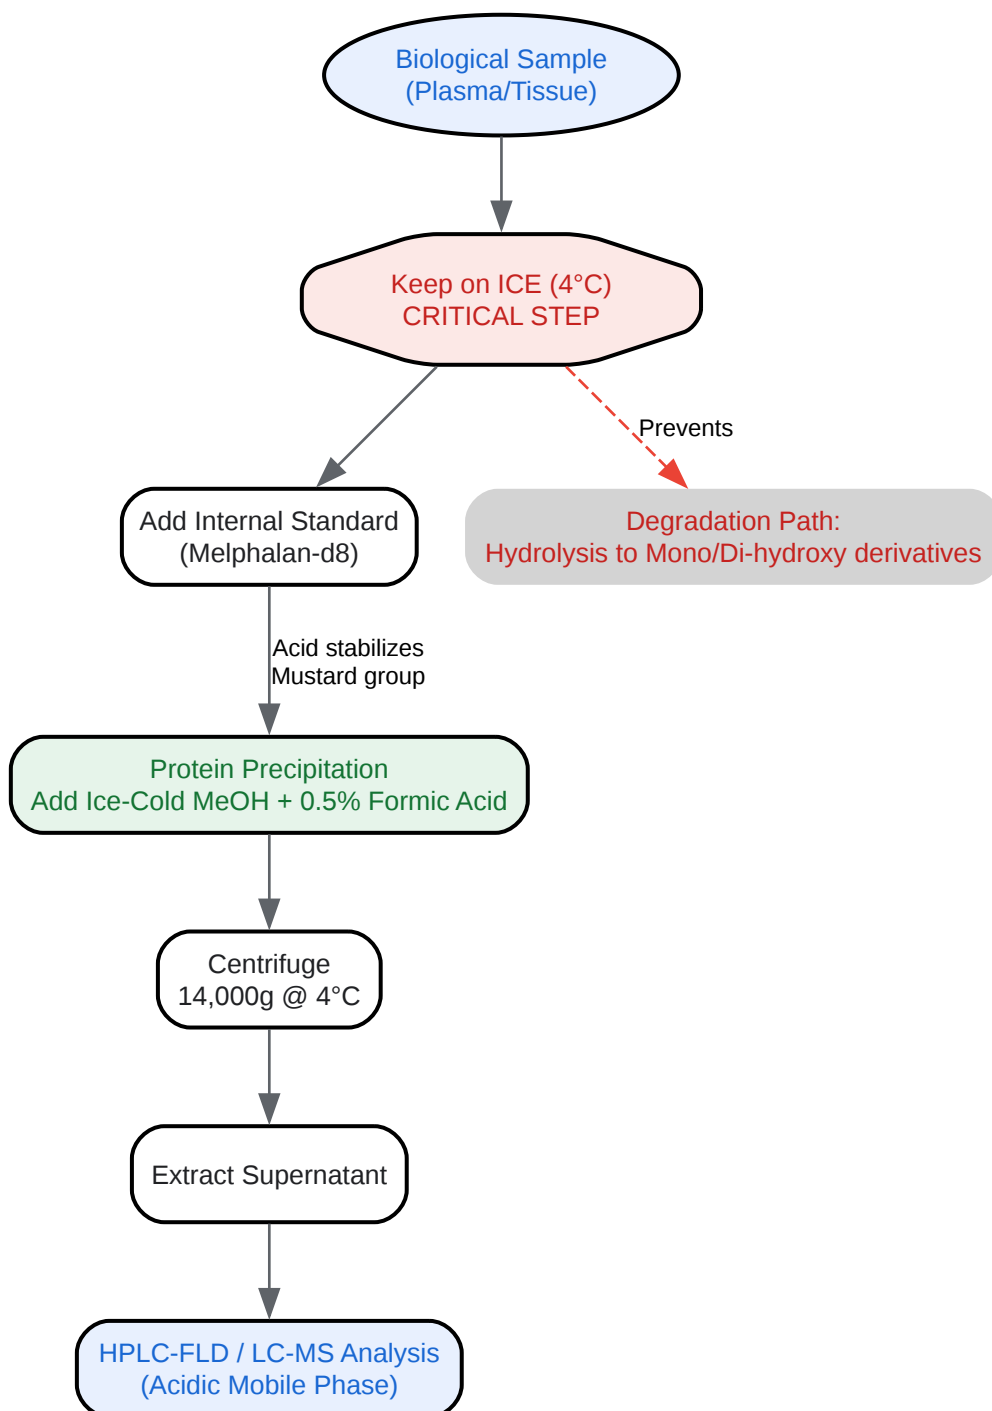 Biological Sample
(Plasma/Tissue)
Keep on ICE (4°C)
CRITICAL STEP
Prevents
Add Internal Standard
(Melphalan-d8)
Degradation Path:
Hydrolysis to Mono/Di-hydroxy derivatives
Acid stabilizes
Mustard group
Protein Precipitation
Add Ice-Cold MeOH + 0.5% Formic Acid
Centrifuge
14,000g @ 4°C
Extract Supernatant
HPLC-FLD / LC-MS Analysis
(Acidic Mobile Phase)